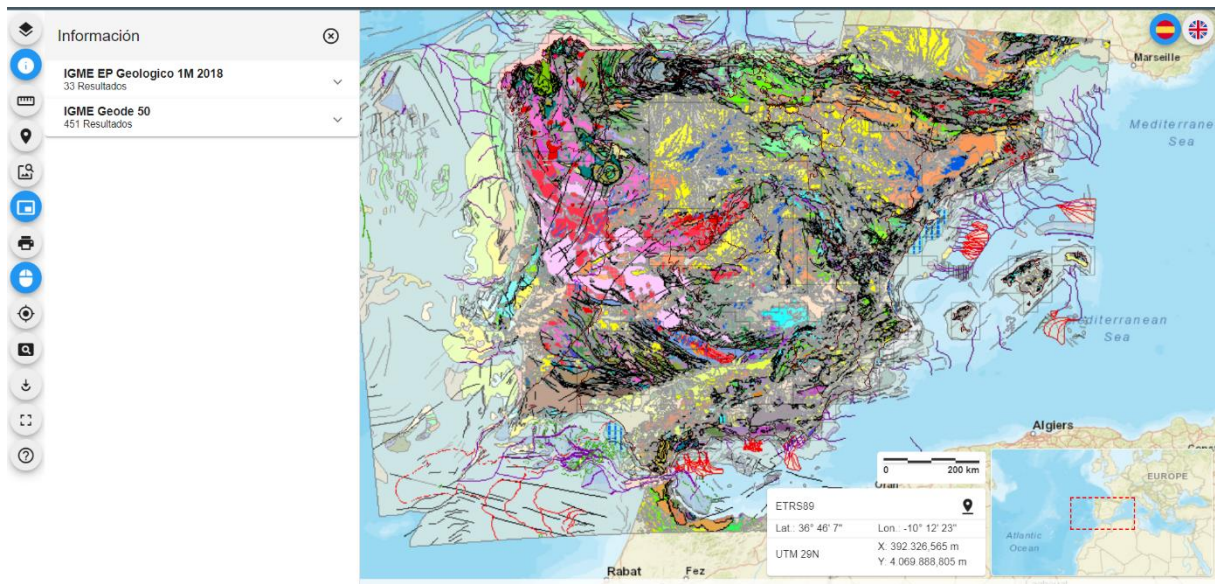 Información
IGME EP Geologico 1M 2018
33 Resultados
IGME Geode 50
451 Resultados
Marseille
Mediterrane
Sea
Mediterranean
Sea
Algiers
Oran
0 200 km
ETRS89
Lat.: 36° 46' 7" Lon.: -10° 12' 23"
UTM 29N
X: 392.326,565 m
Y: 4.069.888,805 m
EUROPE
Atlantic
Ocean
Rabat
Fez